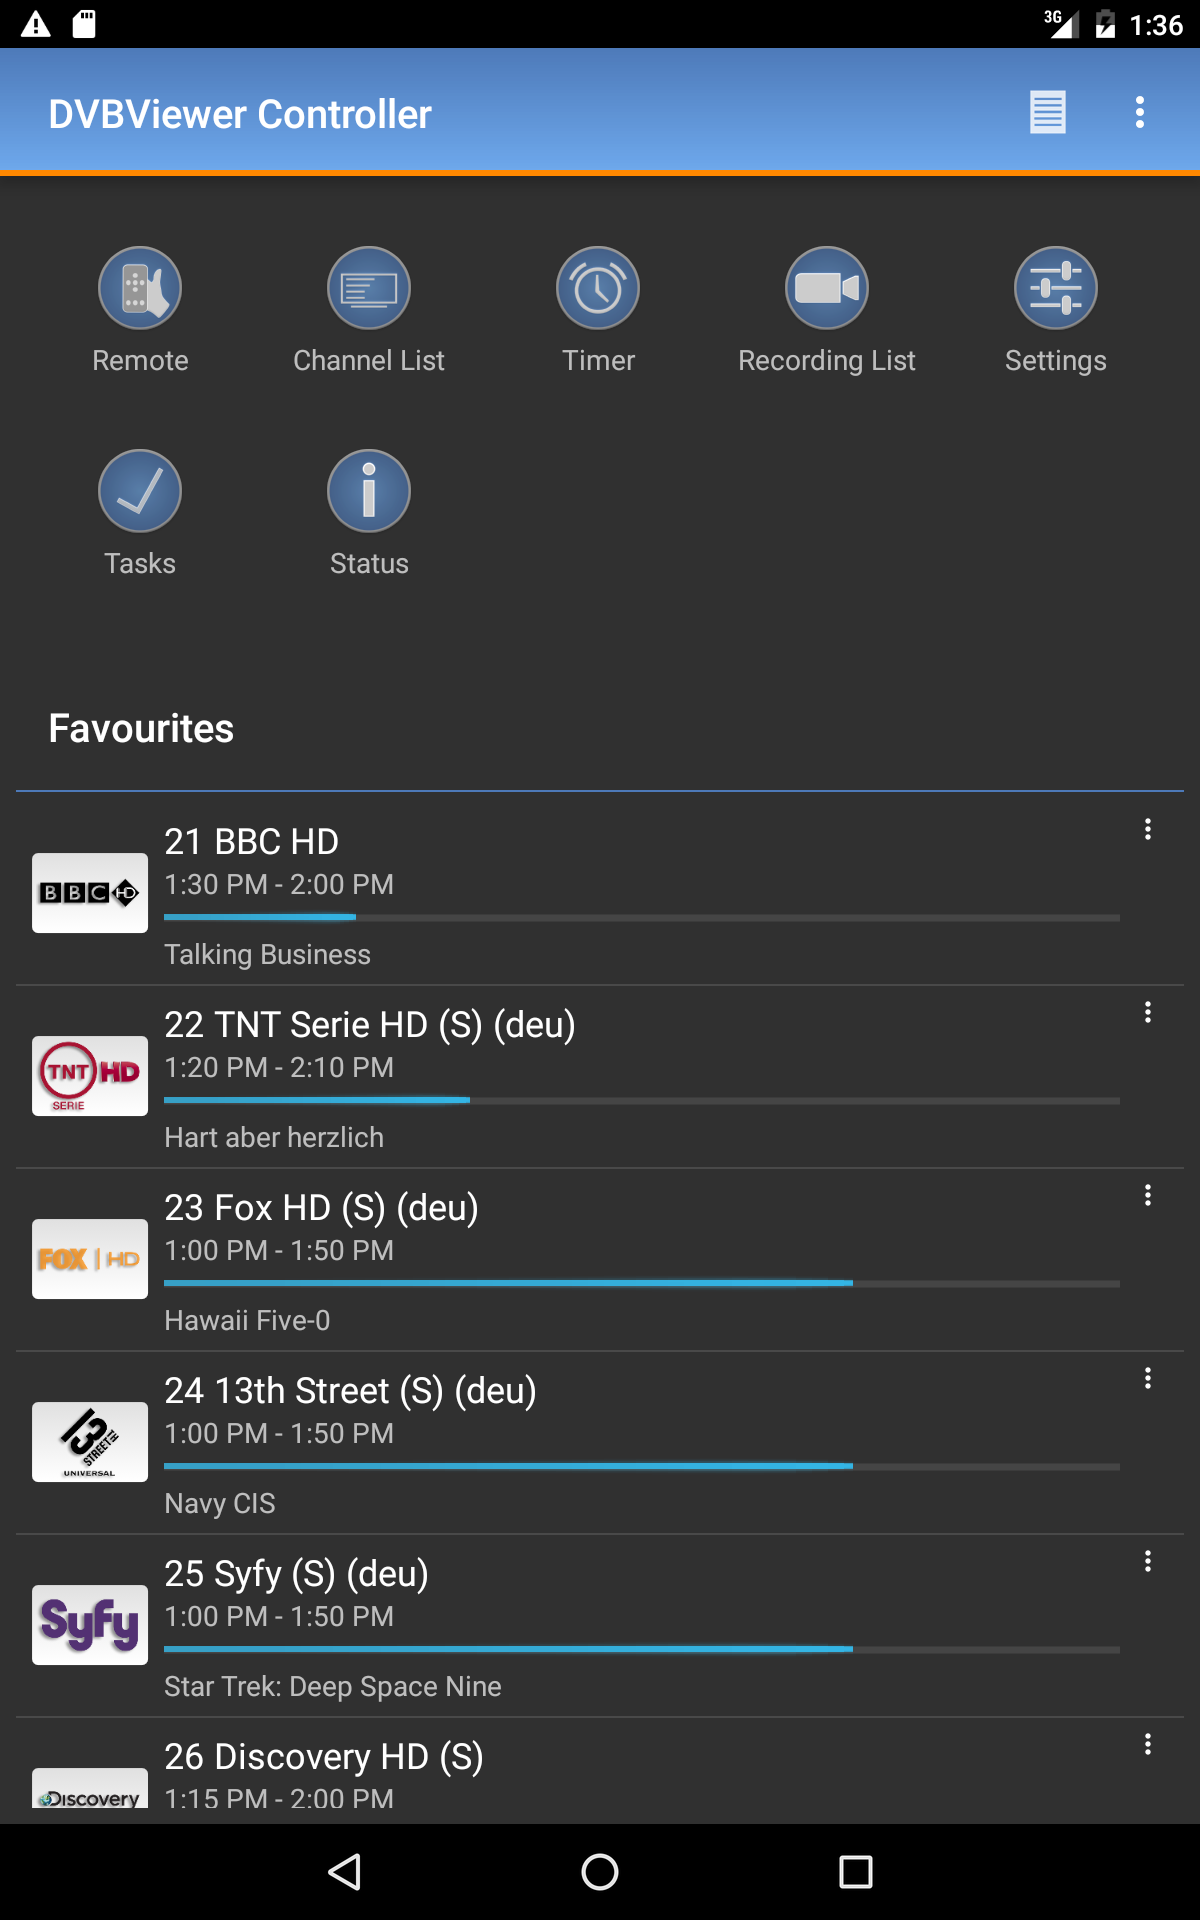 3G 1:36
DVBViewer Controller
Remote Channel List Timer Recording List Settings
Tasks Status
Favourites
BBC HD
21 BBC HD
1:30 PM - 2:00 PM
Talking Business
TNT HD
SERIE
22 TNT Serie HD (S) (deu)
1:20 PM - 2:10 PM
Hart aber herzlich
FOX | HD
23 Fox HD (S) (deu)
1:00 PM - 1:50 PM
Hawaii Five-0
13
STREET
UNIVERSAL
24 13th Street (S) (deu)
1:00 PM - 1:50 PM
Navy CIS
Syfy
25 Syfy (S) (deu)
1:00 PM - 1:50 PM
Star Trek: Deep Space Nine
Discovery
26 Discovery HD (S)
1:15 PM - 2:00 PM